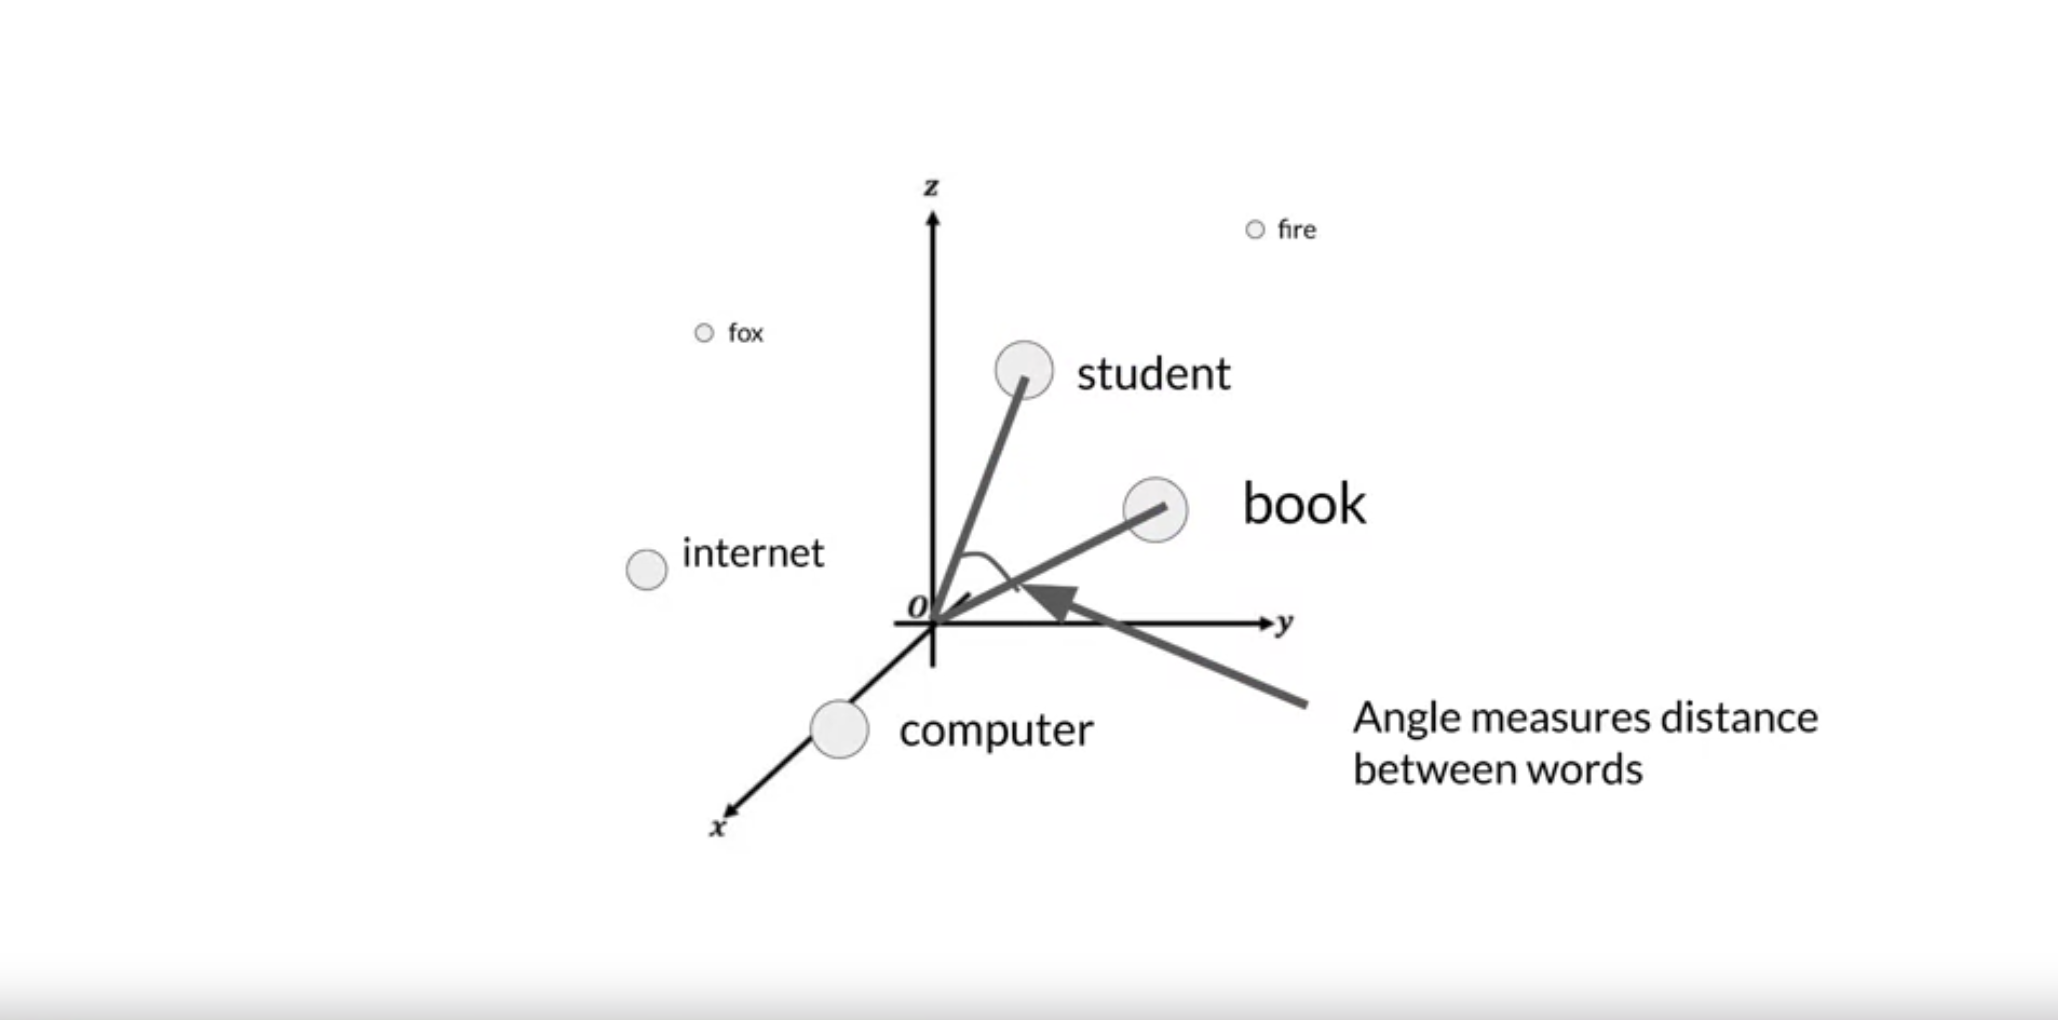 z
fire
fox
student
book
internet
O
y
Angle measures distance
between words
computer
x